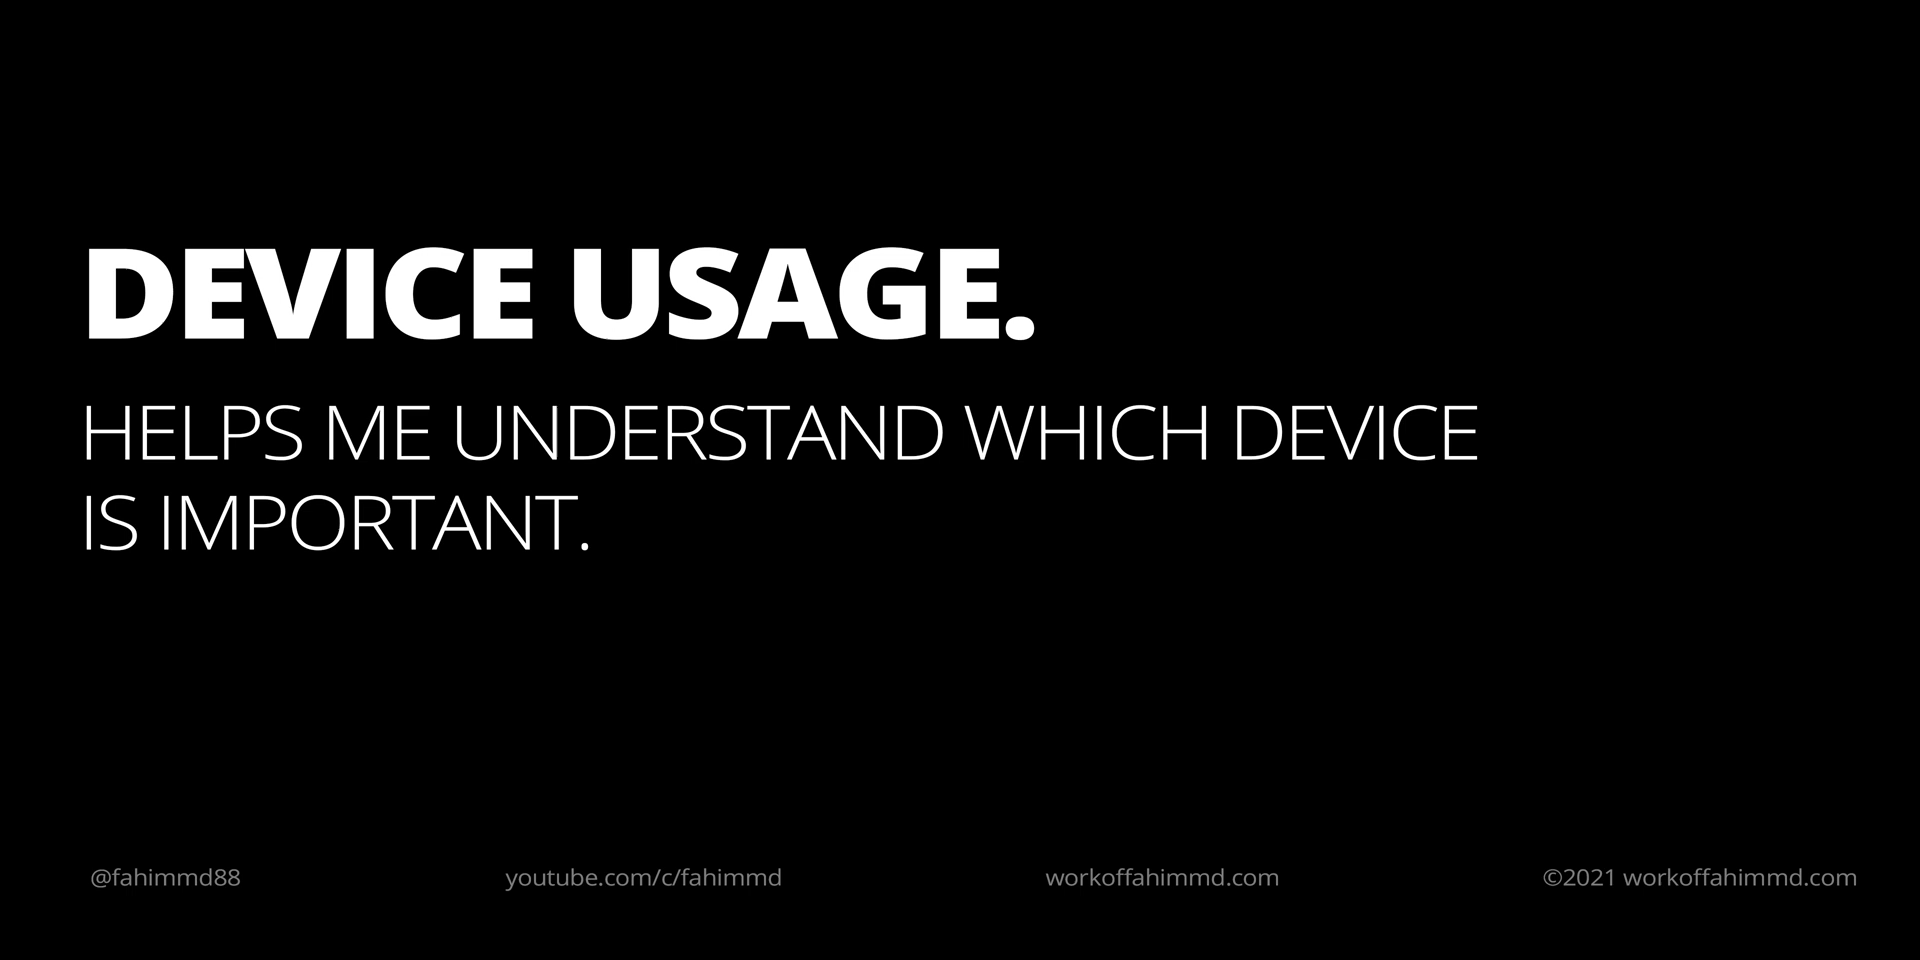 DEVICE USAGE.
HELPS ME UNDERSTAND WHICH DEVICE
IS IMPORTANT.
@fahimmd88
youtube.com/c/fahimmd
workoffahimmd.com
©2021 workoffahimmd.com